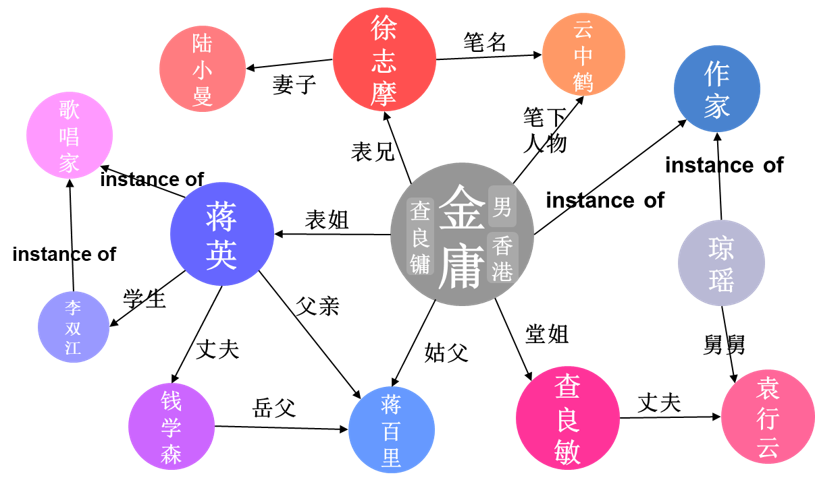 陆小曼
徐志摩
云中鹤
作家
歌唱家
妻子
笔名
笔下
人物
表兄
instance of
instance of
instance of
instance of
蒋英
表姐
查良镛
金庸
男
香港
琼瑶
李双江
学生
丈夫
父亲
姑父
堂姐
舅舅
钱学森
岳父
蒋百里
查良敏
丈夫
袁行云